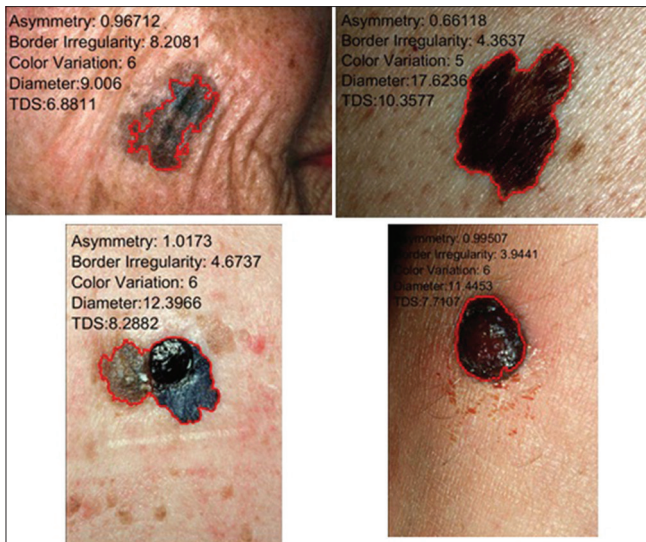 Asymmetry: 0.96712
Border Irregularity: 8.2081
Color Variation: 6
Diameter:9.006
TDS:6.8811
Asymmetry: 0.66118
Border Irregularity: 4.3637
Color Variation: 5
Diameter:17.6236
TDS:10.3577
Asymmetry: 1.0173
Border Irregularity: 4.6737
Color Variation: 6
Diameter:12.3966
TDS:8.2882
Asymmetry: 0.99507
Border Irregularity: 3.9441
Color Variation: 6
Diameter:11.4453
TDS:7.7107